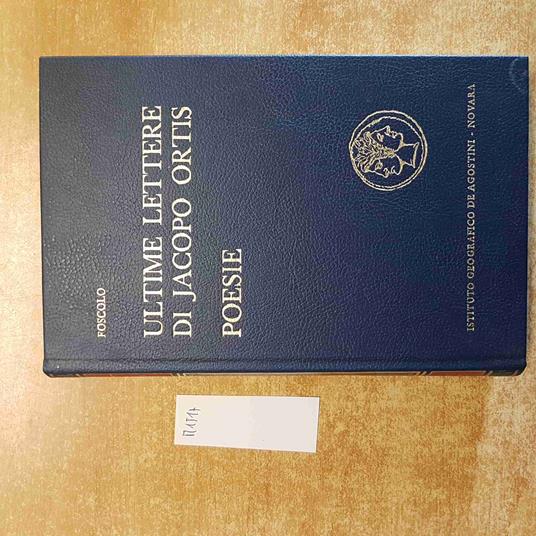 FOSCOLO
ULTIME LETTERE
DI JACOPO ORTIS
POESIE
ISTITUTO GEOGRAFICO DE AGOSTINI - NOVARA